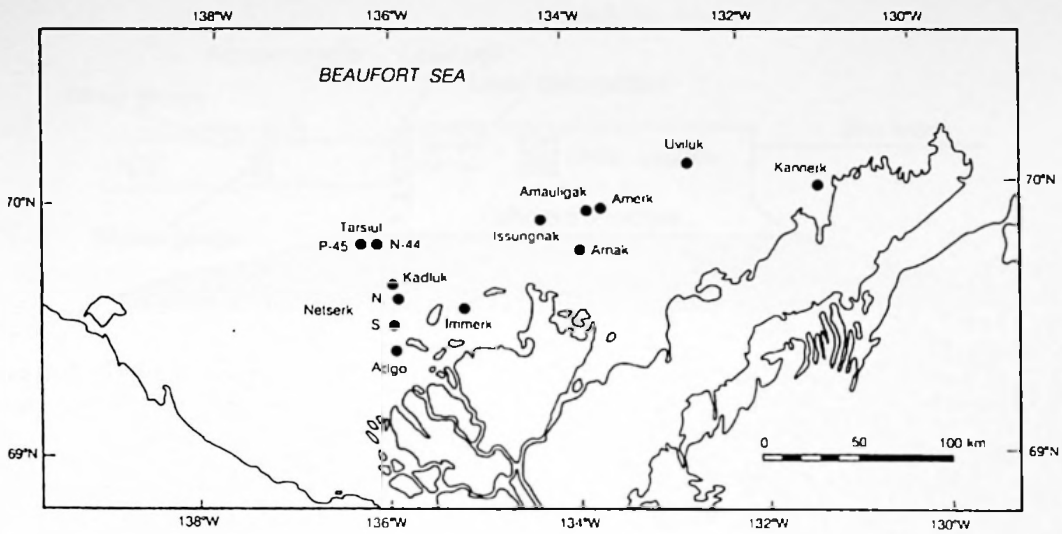 138°W 136°W 134°W 132°W 130°W
BEAUFORT SEA
Uviluk
Kannerk
70°N
Amauligak
Amerk
70°N
Issungnak
Tarsiut
P-45 N-44
Arnak
Kadluk
N
Netserk
S
Immerk
Adgo
0 50 100 km
69°N
69°N
138°W 136°W 134°W 132°W 130°W